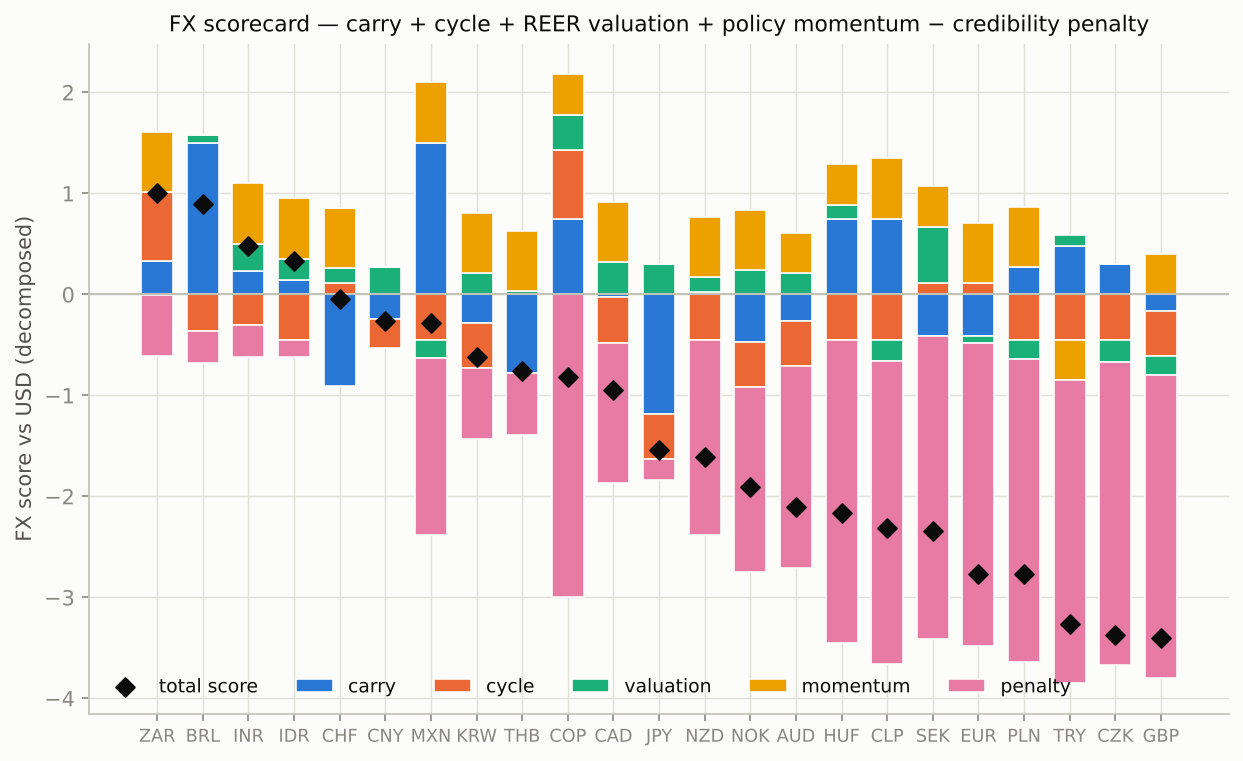 FX scorecard — carry + cycle + REER valuation + policy momentum − credibility penalty
FX score vs USD (decomposed)
2
1
0
−1
−2
−3
−4
total score carry cycle valuation momentum penalty
ZAR BRL INR IDR CHF CNY MXN KRW THB COP CAD JPY NZD NOK AUD HUF CLP SEK EUR PLN TRY CZK GBP